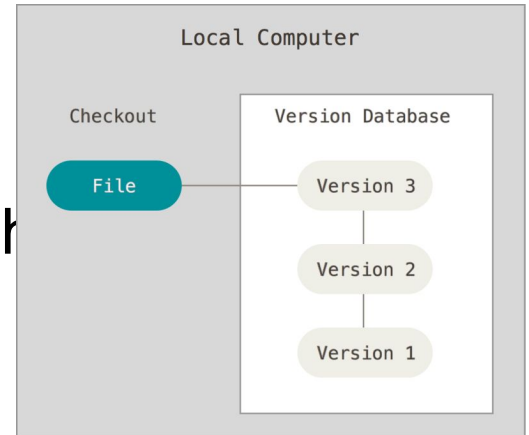 Local Computer
Checkout
Version Database
File
Version 3
Version 2
Version 1